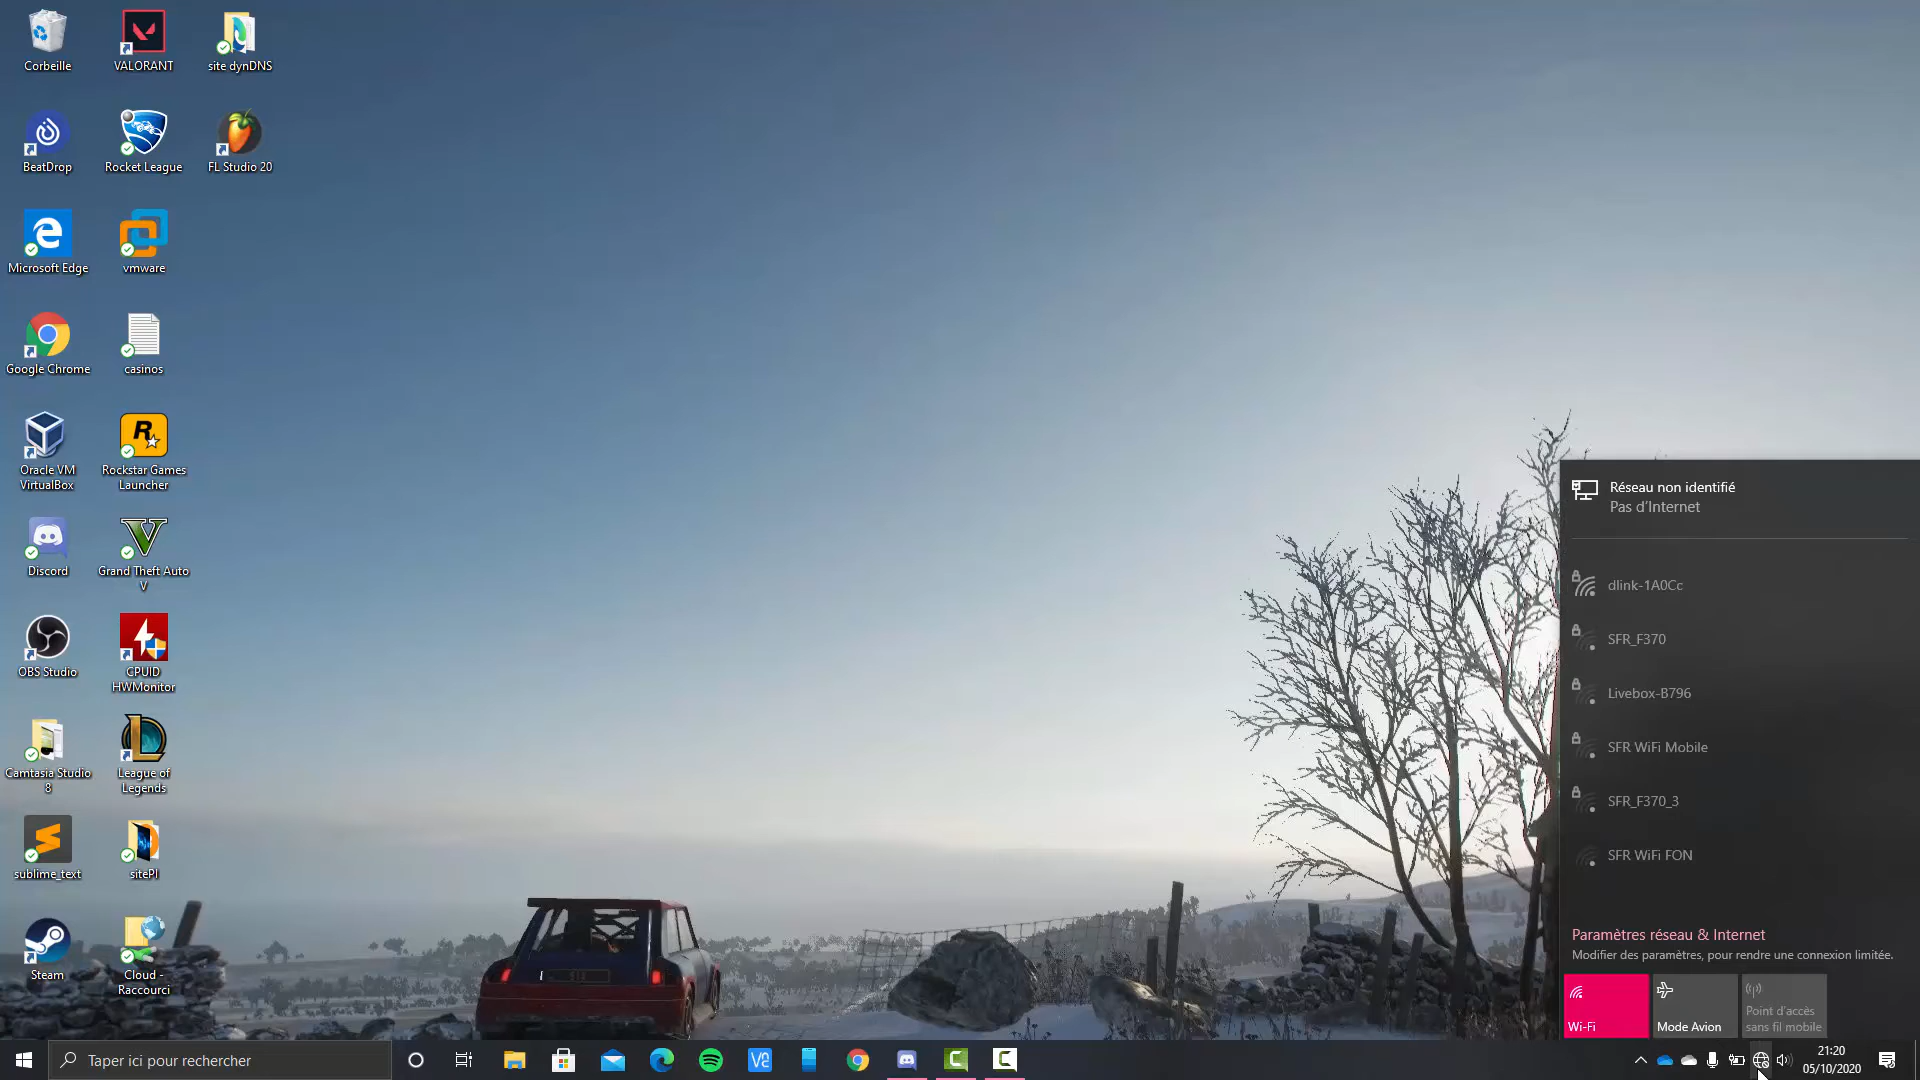 Corbeille
VALORANT
site dynDNS
BeatDrop
Rocket League
FL Studio 20
Microsoft Edge
vmware
Google Chrome
casinos
Oracle VM
VirtualBox
Rockstar Games
Launcher
Discord
Grand Theft Auto
V
OBS Studio
CPUID
HWMonitor
Camtasia Studio
8
League of
Legends
sublime_text
sitePI
Steam
Cloud -
Raccourci
Réseau non identifié
Pas d'Internet
dlink-1A0Cc
SFR_F370
Livebox-B796
SFR WiFi Mobile
SFR_F370_3
SFR WiFi FON
Paramètres réseau & Internet
Modifier des paramètres, pour rendre une connexion limitée.
Wi-Fi
Mode Avion
Point d'accès
sans fil mobile
Taper ici pour rechercher
21:20
05/10/2020